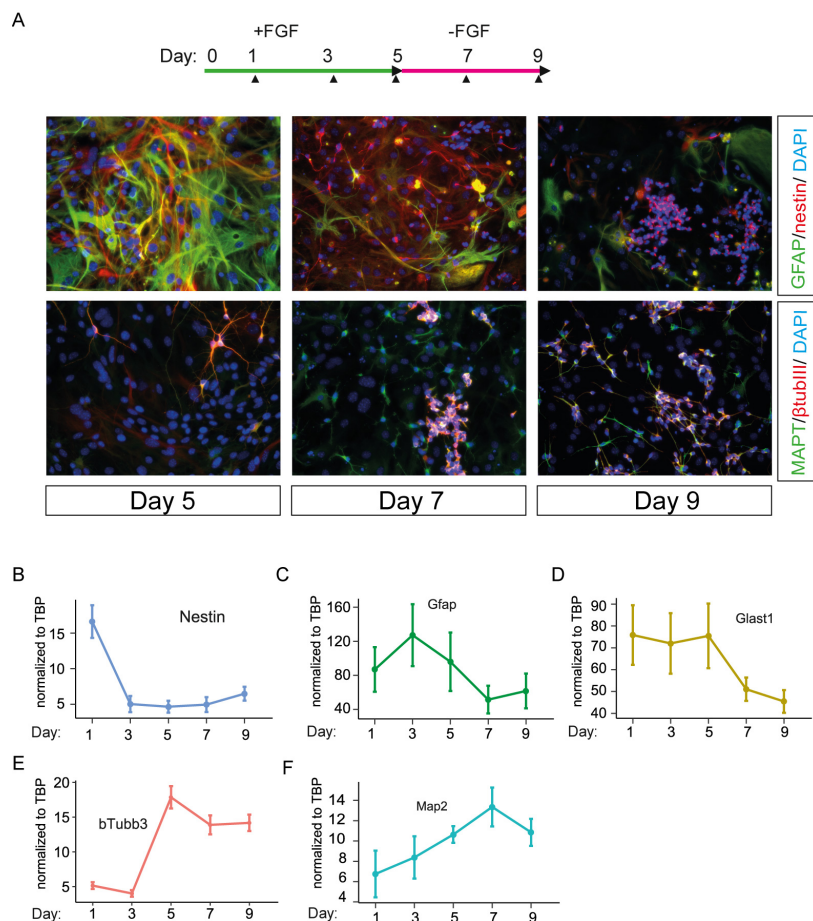 A
+FGF -FGF
Day: 0 1 3 5 7 9
GFAP/nestin/ DAPI
MAPT/βtubIII/ DAPI
Day 5 Day 7 Day 9
B
normalized to TBP
Nestin
15
5
Day: 1 3 5 7 9
C
normalized to TBP
Gfap
160
120
80
40
Day: 1 3 5 7 9
D
normalized to TBP
Glast1
90
80
70
60
50
40
Day: 1 3 5 7 9
E
normalized to TBP
bTubb3
20
15
10
5
Day: 1 3 5 7 9
F
normalized to TBP
Map2
14
12
10
8
6
4
Day: 1 3 5 7 9